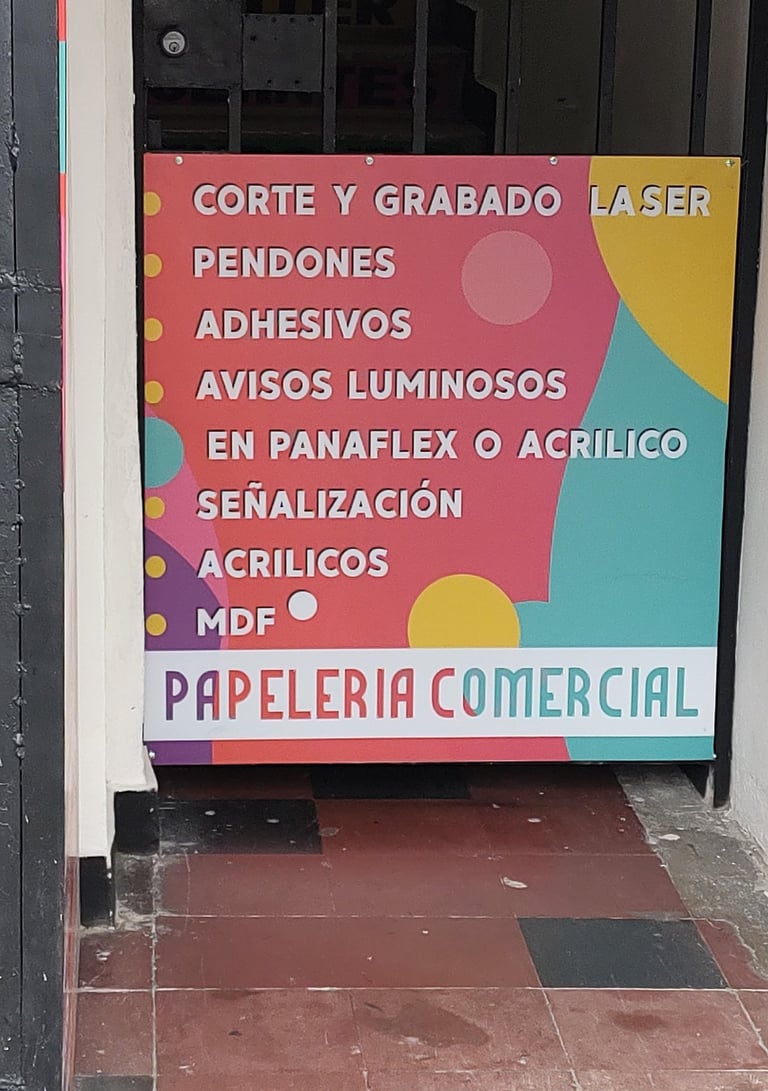 CORTE Y GRABADO LASER
PENDONES
ADHESIVOS
AVISOS LUMINOSOS
EN PANAFLEX O ACRILICO
SEÑALIZACIÓN
ACRILICOS
MDF
PAPELERIA COMERCIAL